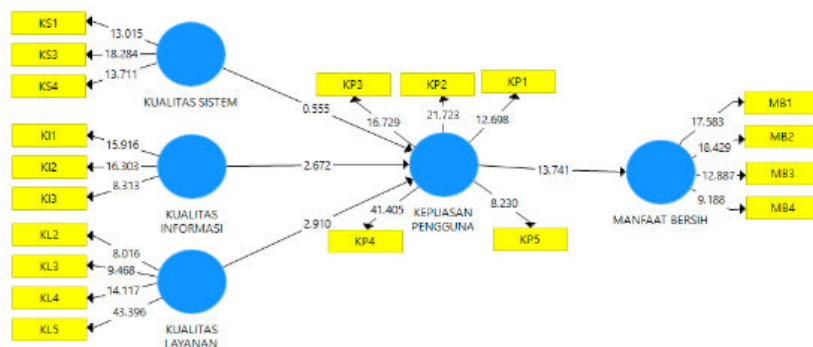 KS1
13.015
KS3
18.284
KS4
13.711
KUALITAS SISTEM
0.555
KI1
15.916
KI2
16.303
KI3
8.313
KUALITAS
INFORMASI
2.672
KL2
8.016
KL3
9.468
KL4
14.117
KL5
43.396
KUALITAS
LAYANAN
2.910
KP3
KP2
KP1
16.729
21.723
12.698
KEPUASAN
PENGGUNA
41.405
8.230
KP4
KP5
13.741
MANFAAT BERSIH
17.583
MB1
18.429
MB2
12.887
MB3
9.188
MB4